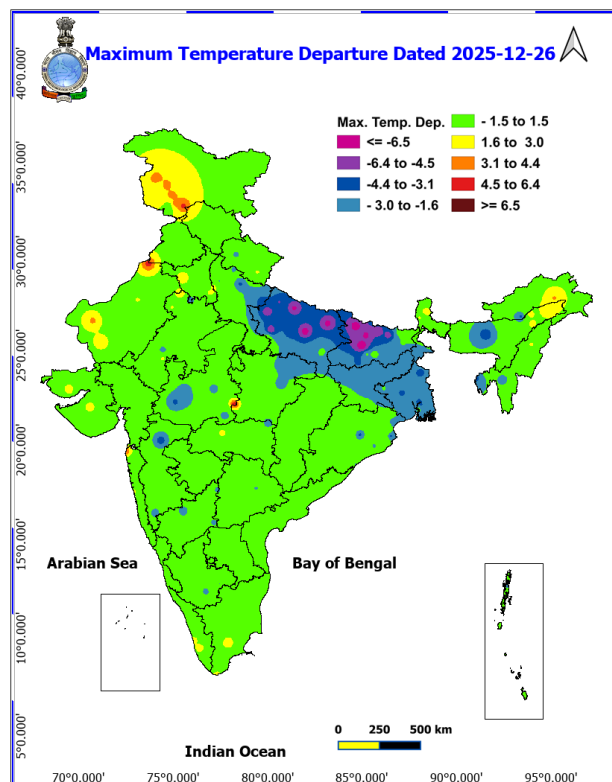 Maximum Temperature Departure Dated 2025-12-26
40°0.000'
35°0.000'
30°0.000'
25°0.000'
20°0.000'
15°0.000'
10°0.000'
5°0.000'
Max. Temp. Dep.
<= -6.5
-6.4 to -4.5
-4.4 to -3.1
- 3.0 to -1.6
- 1.5 to 1.5
1.6 to 3.0
3.1 to 4.4
4.5 to 6.4
>= 6.5
Arabian Sea
Bay of Bengal
Indian Ocean
0 250 500 km
70°0.000' 75°0.000' 80°0.000' 85°0.000' 90°0.000' 95°0.000'